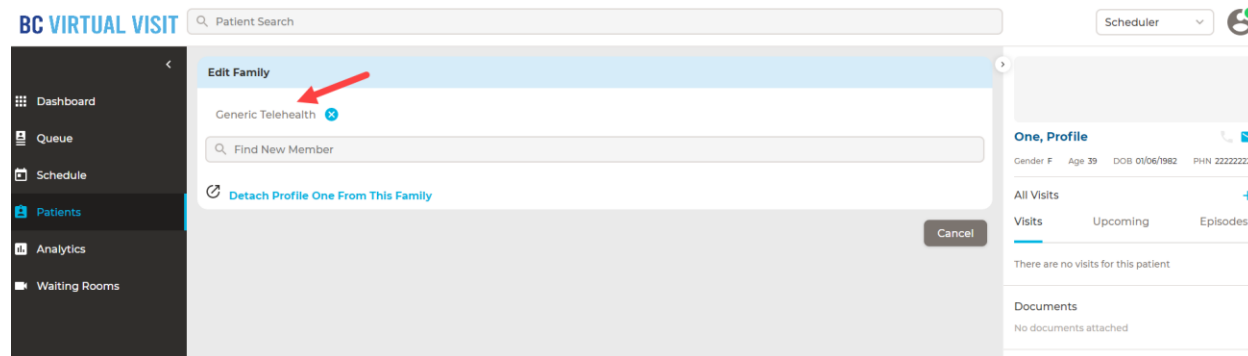 BC VIRTUAL VISIT
Patient Search
Scheduler
Dashboard
Queue
Schedule
Patients
Analytics
Waiting Rooms
Edit Family
Generic Telehealth
Find New Member
Detach Profile One From This Family
Cancel
One, Profile
Gender F Age 39 DOB 01/06/1982 PHN 2222222
All Visits
Visits Upcoming Episodes
There are no visits for this patient
Documents
No documents attached